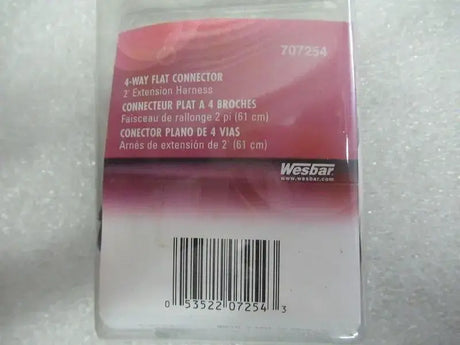 707254
4-WAY FLAT CONNECTOR
2' Extension Harness
CONNECTEUR PLAT A 4 BROCHES
Faisceau de rallonge 2 pi (61 cm)
CONECTOR PLANO DE 4 VIAS
Arnés de extensión de 2' (61 cm)
Wesbar
www.wesbar.com
0 53522 07254 3